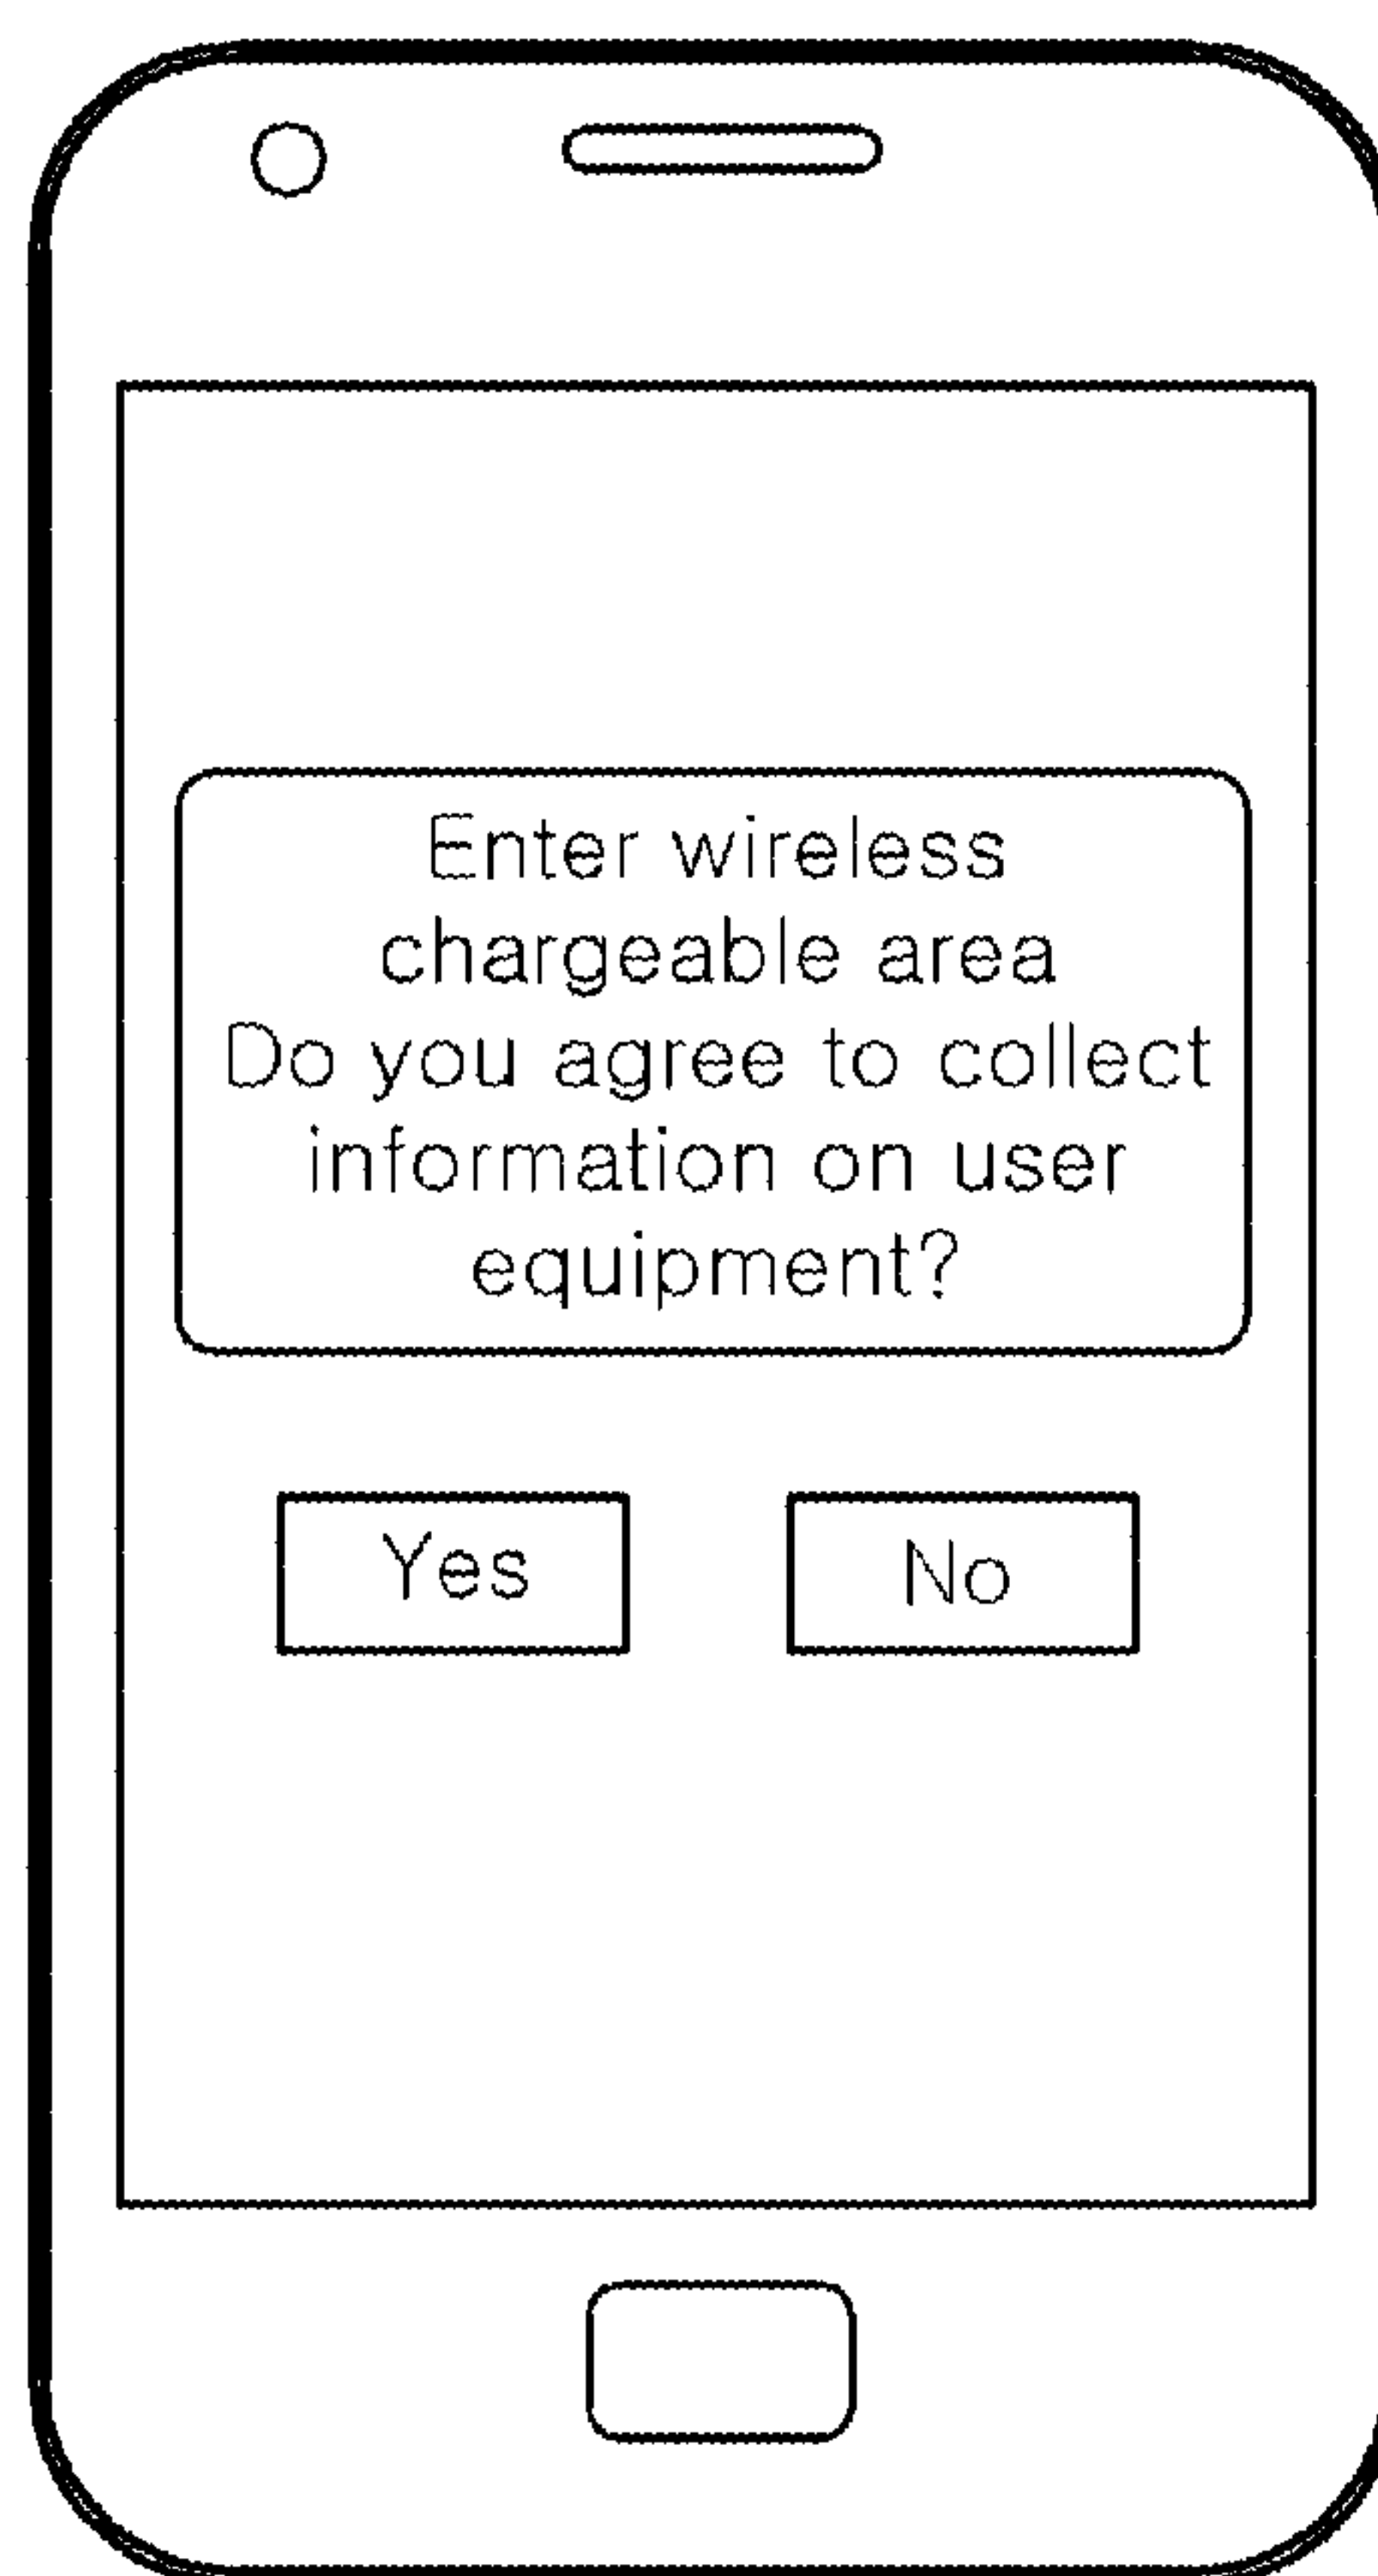 Enter wireless
chargeable area
Do you agree to collect
information on user
equipment?
Yes No